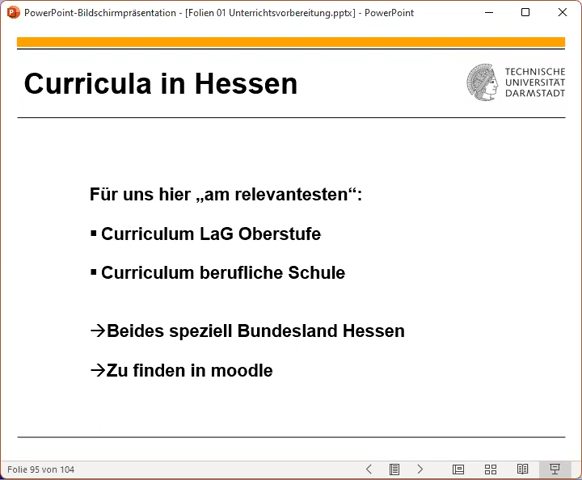 PowerPoint-Bildschirmpräsentation - [Folien 01 Unterrichtsvorbereitung.pptx] - PowerPoint
Curricula in Hessen
TECHNISCHE
UNIVERSITÄT
DARMSTADT
Für uns hier „am relevantesten“:
▪ Curriculum LaG Oberstufe
▪ Curriculum berufliche Schule
→Beides speziell Bundesland Hessen
→Zu finden in moodle
Folie 95 von 104